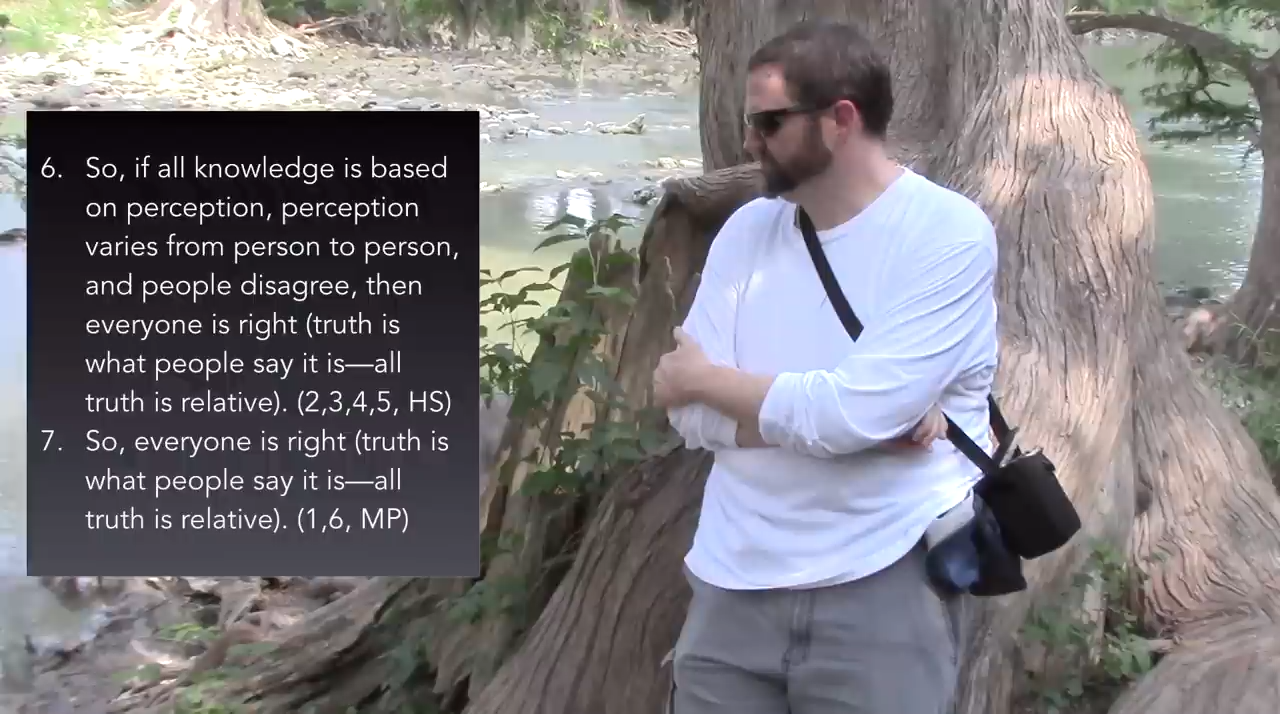 6. So, if all knowledge is based
on perception, perception
varies from person to person,
and people disagree, then
everyone is right (truth is
what people say it is—all
truth is relative). (2,3,4,5, HS)
7. So, everyone is right (truth is
what people say it is—all
truth is relative). (1,6, MP)